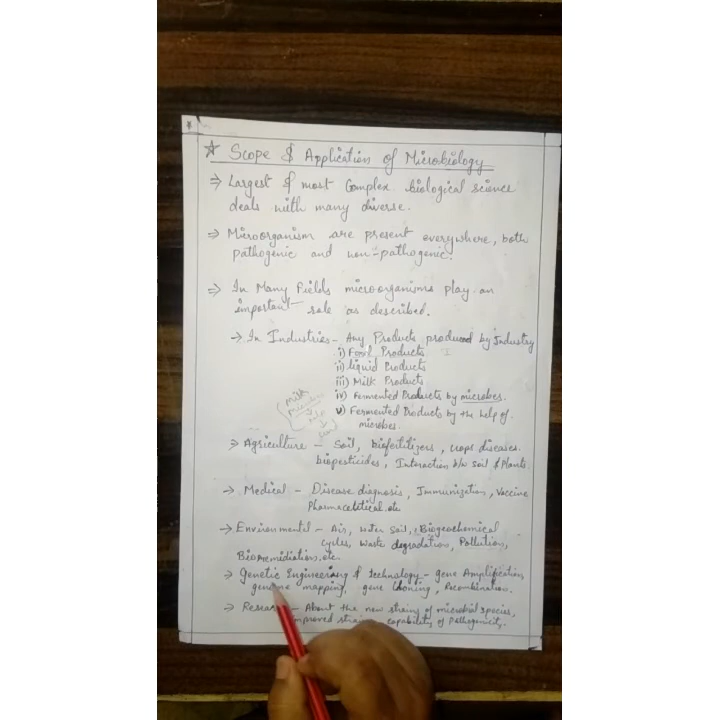 ☆ Scope & Application of Microbiology
⇒ Largest & most Complex biological science
deals with many diverse.
⇒ Microorganism are present everywhere, both
pathogenic and non-pathogenic.
⇒ In Many Fields microorganisms play an
important role as described.
→ In Industries - Any Products produced by Industry
i) Food Products
ii) liquid Products
iii) Milk Products
iv) Fermented Products by microbes.
v) Fermented Products by the help of
microbes.
Milk
→ Agriculture - Soil, biofertilizers, crops diseases.
biopesticides, Interaction b/w soil & Plants.
→ Medical - Disease diagnosis, Immunization, Vaccine
Pharmaceutical. etc
→ Environmental - Air, water soil, Biogeochemical
cycles, waste degradation, Pollution,
Bioremidiations. etc
→ Genetic Engineering & technology - gene Amplification,
genome mapping, gene cloning, Recombination.
→ Research - About the new strains of microbial species,
improved strains capability of Pathogenicity.